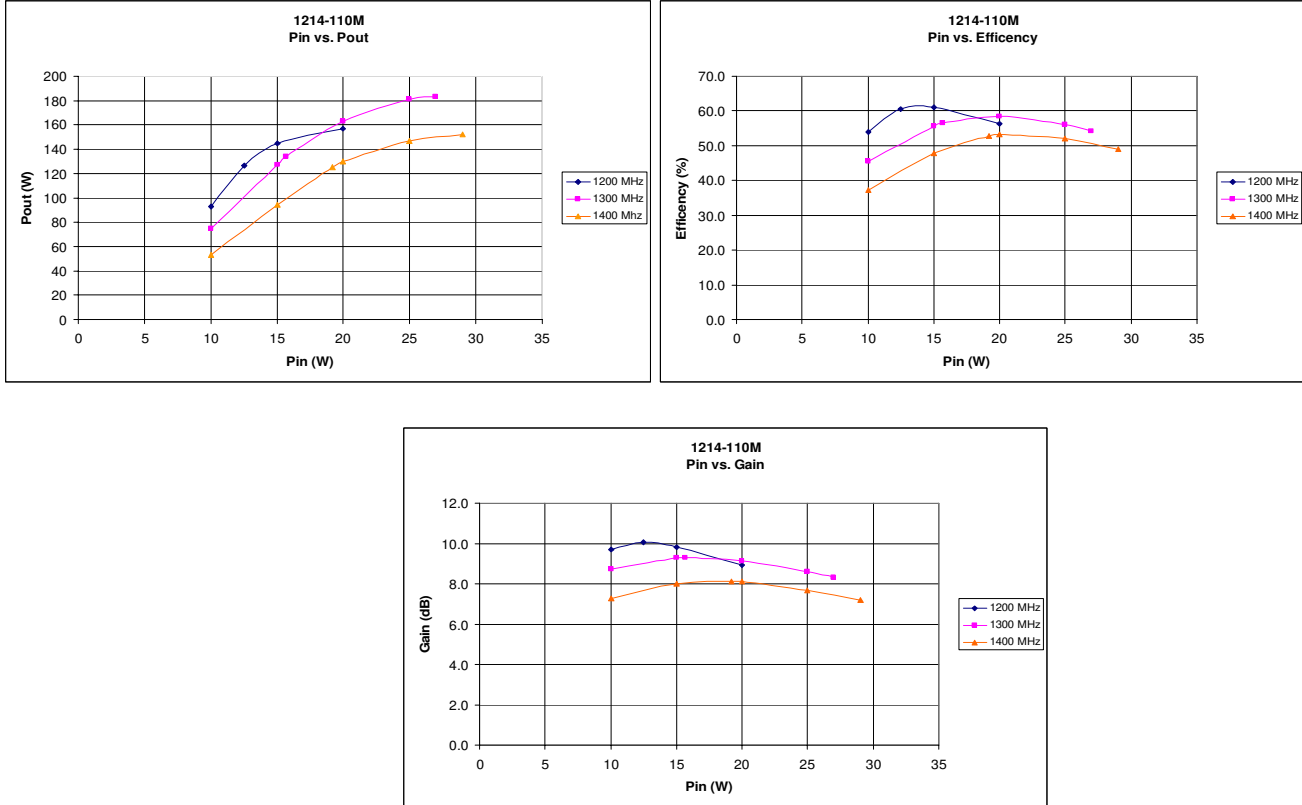 1214-110M
Pin vs. Pout
200
180
160
140
120
100
80
60
40
20
0
0 5 10 15 20 25 30 35
Pout (W)
Pin (W)
1200 MHz
1300 MHz
1400 Mhz
1214-110M
Pin vs. Efficency
70.0
60.0
50.0
40.0
30.0
20.0
10.0
0.0
0 5 10 15 20 25 30 35
Efficency (%)
Pin (W)
1200 MHz
1300 MHz
1400 MHz
1214-110M
Pin vs. Gain
12.0
10.0
8.0
6.0
4.0
2.0
0.0
0 5 10 15 20 25 30 35
Gain (dB)
Pin (W)
1200 MHz
1300 MHz
1400 MHz